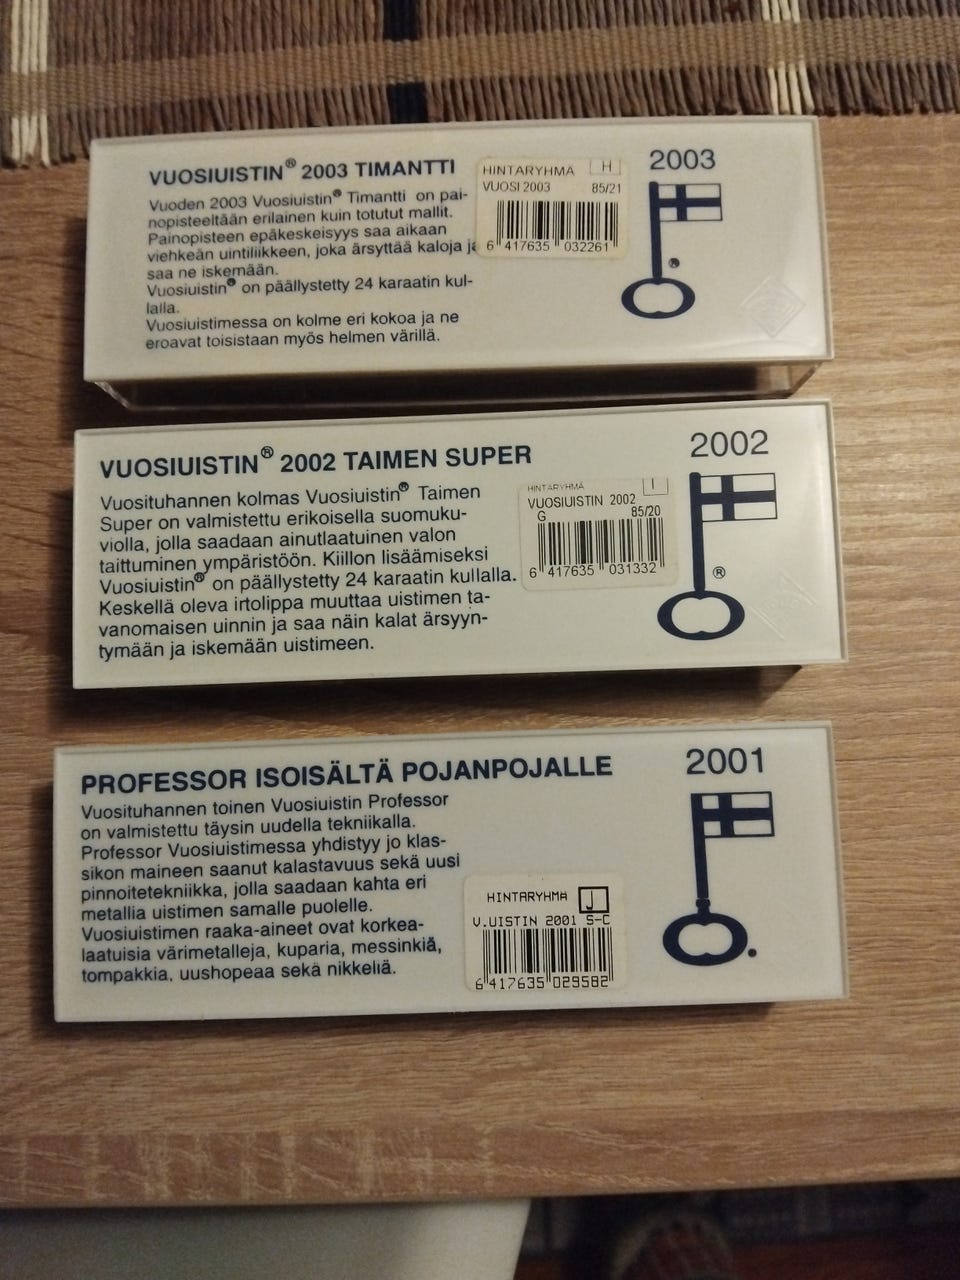 VUOSIUISTIN® 2003 TIMANTTI
Vuoden 2003 Vuosiuistin® Timantti on pai-
nopisteeltään erilainen kuin totutut mallit.
Painopisteen epäkeskeisyys saa aikaan
viehkeän uintiliikkeen, joka ärsyttää kaloja ja
saa ne iskemään.
Vuosiuistin® on päällystetty 24 karaatin kul-
lalla.
Vuosiuistimessa on kolme eri kokoa ja ne
eroavat toisistaan myös helmen värillä.
HINTARYHMÄ H
VUOSI 2003 85/21
6 417635 032261
2003
®
VUOSIUISTIN® 2002 TAIMEN SUPER
Vuosituhannen kolmas Vuosiuistin® Taimen
Super on valmistettu erikoisella suomuku-
violla, jolla saadaan ainutlaatuinen valon
taittuminen ympäristöön. Kiillon lisäämiseksi
Vuosiuistin® on päällystetty 24 karaatin kullalla.
Keskellä oleva irtolippa muuttaa uistimen ta-
vanomaisen uinnin ja saa näin kalat ärsyyn-
tymään ja iskemään uistimeen.
HINTARYHMÄ I
VUOSIUISTIN 2002
G 85/20
6 417635 031332
2002
®
PROFESSOR ISOISÄLTÄ POJANPOJALLE
Vuosituhannen toinen Vuosiuistin Professor
on valmistettu täysin uudella tekniikalla.
Professor Vuosiuistimessa yhdistyy jo klas-
sikon maineen saanut kalastavuus sekä uusi
pinnoitetekniikka, jolla saadaan kahta eri
metallia uistimen samalle puolelle.
Vuosiuistimen raaka-aineet ovat korkea-
laatuisia värimetalleja, kuparia, messinkiä,
tompakkia, uushopeaa sekä nikkeliä.
HINTARYHMÄ J
V.UISTIN 2001 S-C
6 417635 029582
2001